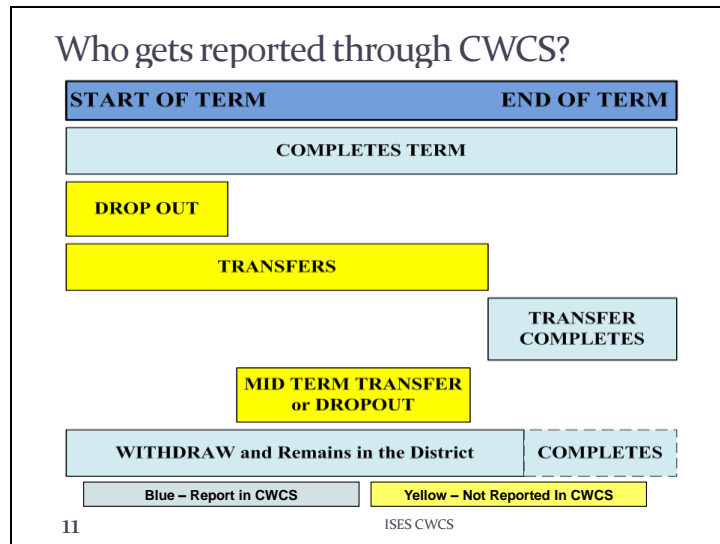 Who gets reported through CWCS?
START OF TERM END OF TERM
COMPLETES TERM
DROP OUT
TRANSFERS
TRANSFER
COMPLETES
MID TERM TRANSFER
or DROPOUT
WITHDRAW and Remains in the District COMPLETES
Blue – Report in CWCS Yellow – Not Reported In CWCS
11 ISES CWCS